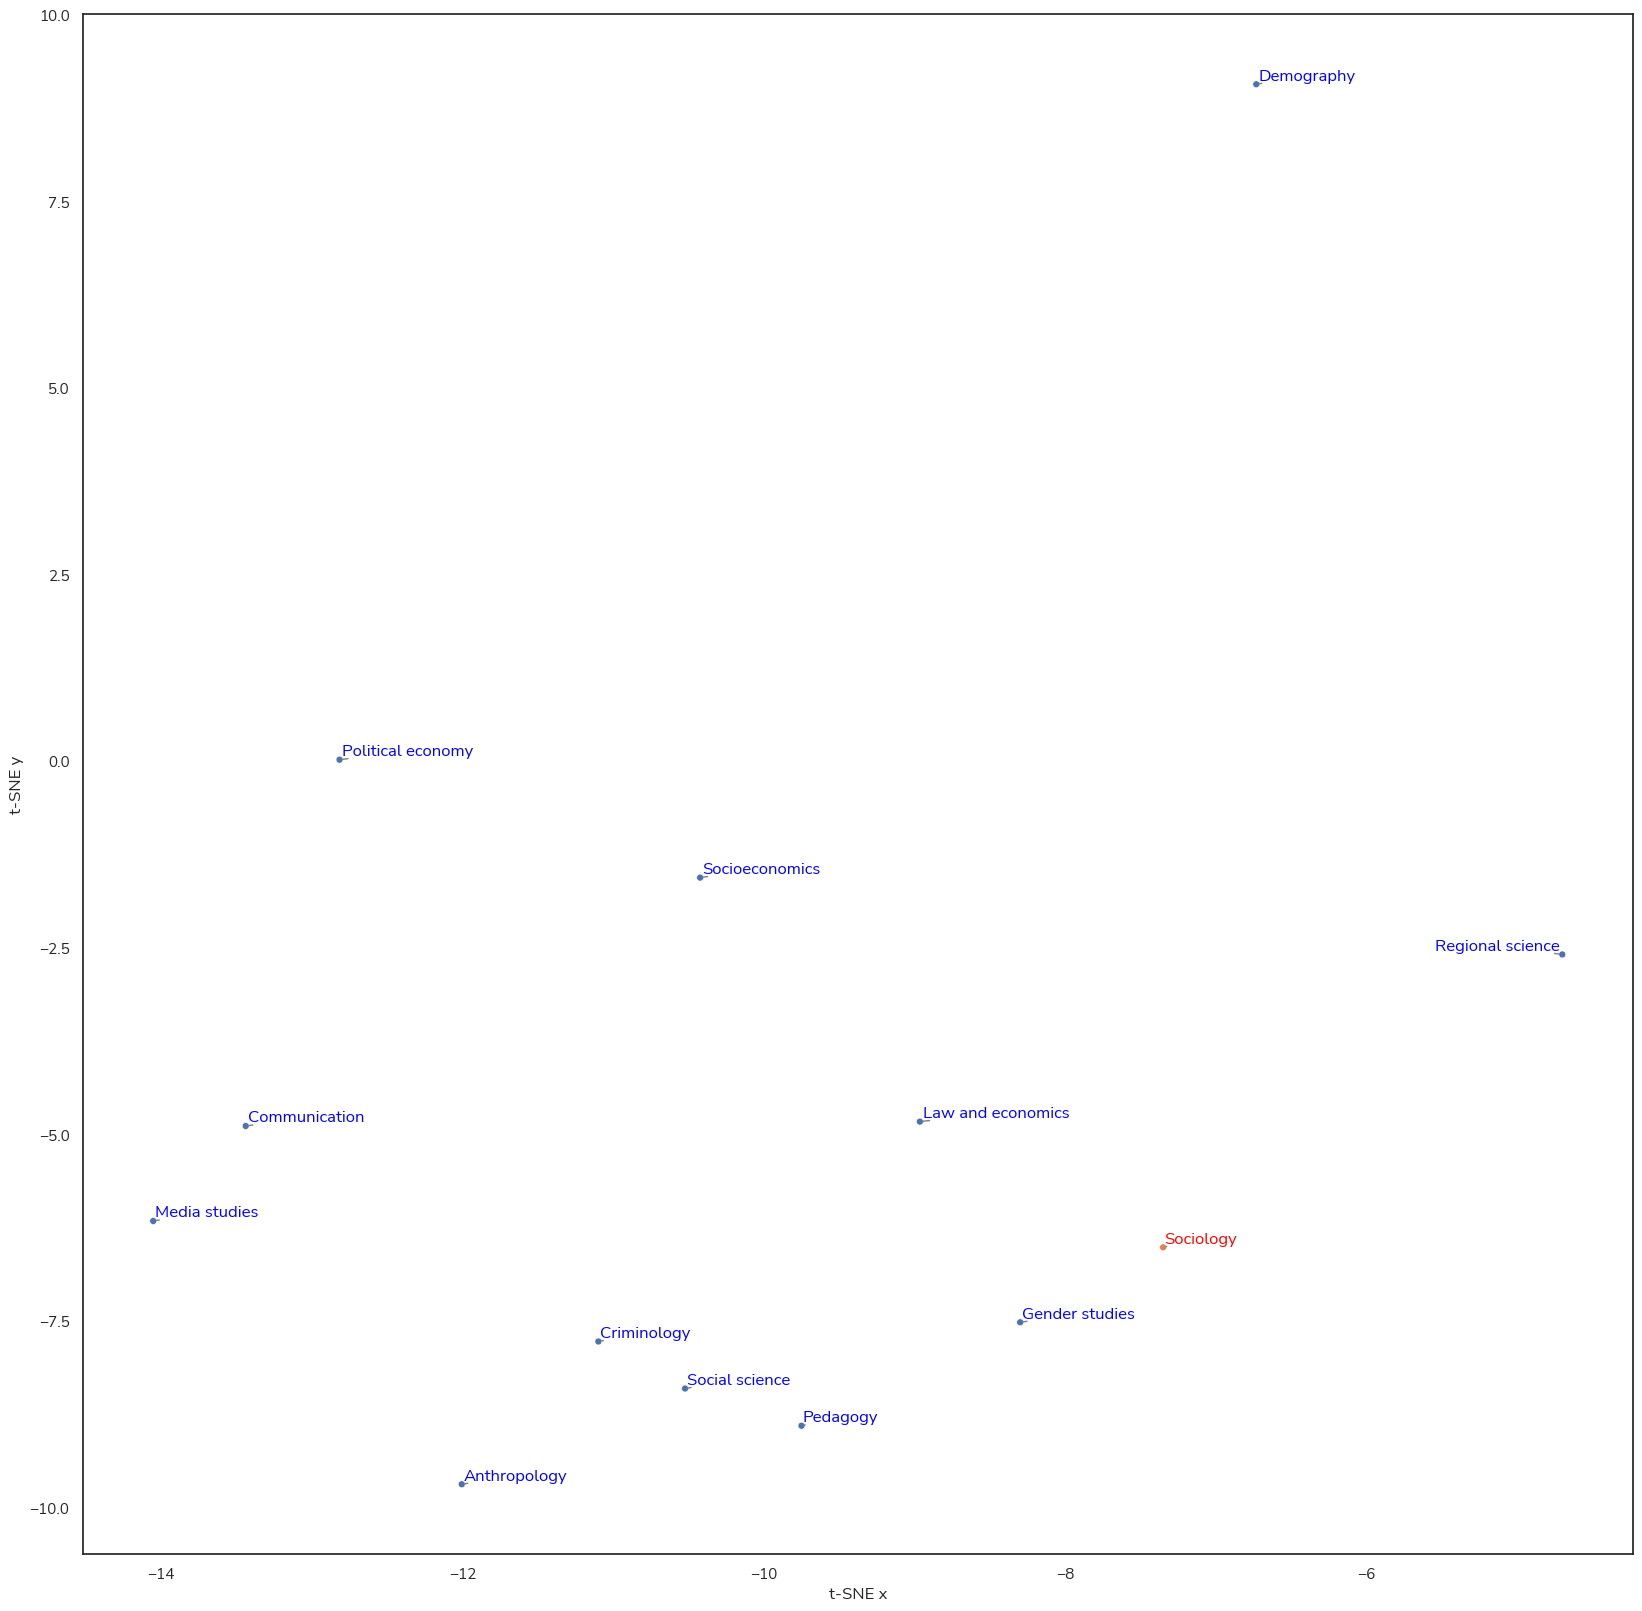 10.0
Demography
7.5
5.0
2.5
Political economy
0.0
Socioeconomics
Regional science
−2.5
Law and economics
Communication
−5.0
Media studies
Sociology
Gender studies
−7.5
Criminology
Social science
Pedagogy
Anthropology
−10.0
t-SNE y
−14
−12
−10
−8
−6
t-SNE x